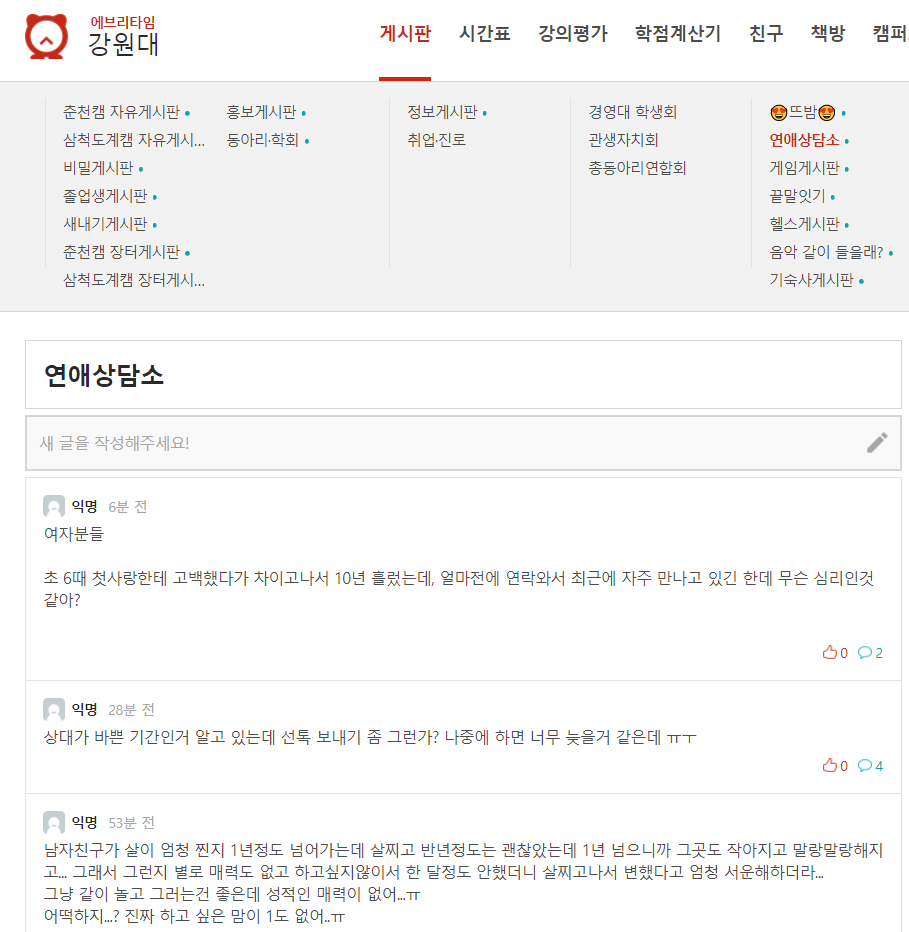 에브리타임
강원대
게시판 시간표 강의평가 학점계산기 친구 책방 캠퍼
춘천캠 자유게시판
삼척도계캠 자유게시...
비밀게시판
졸업생게시판
새내기게시판
춘천캠 장터게시판
삼척도계캠 장터게시...
홍보게시판
동아리·학회
정보게시판
취업·진로
경영대 학생회
관생자치회
총동아리연합회
🤩뜨밤🤩
연애상담소
게임게시판
끝말잇기
헬스게시판
음악 같이 들을래?
기숙사게시판
연애상담소
새 글을 작성해주세요!
익명 6분 전
여자분들
초 6때 첫사랑한테 고백했다가 차이고나서 10년 흘렀는데, 얼마전에 연락와서 최근에 자주 만나고 있긴 한데 무슨 심리인것
같아?
0 2
익명 28분 전
상대가 바쁜 기간인거 알고 있는데 선톡 보내기 좀 그런가? 나중에 하면 너무 늦을거 같은데 ㅠㅜ
0 4
익명 53분 전
남자친구가 살이 엄청 찐지 1년정도 넘어가는데 살찌고 반년정도는 괜찮았는데 1년 넘으니까 그곳도 작아지고 말랑말랑해지
고... 그래서 그런지 별로 매력도 없고 하고싶지않이서 한 달정도 안했더니 살찌고나서 변했다고 엄청 서운해하더라...
그냥 같이 놀고 그러는건 좋은데 성적인 매력이 없어...ㅠ
어떡하지...? 진짜 하고 싶은 맘이 1도 없어..ㅠ